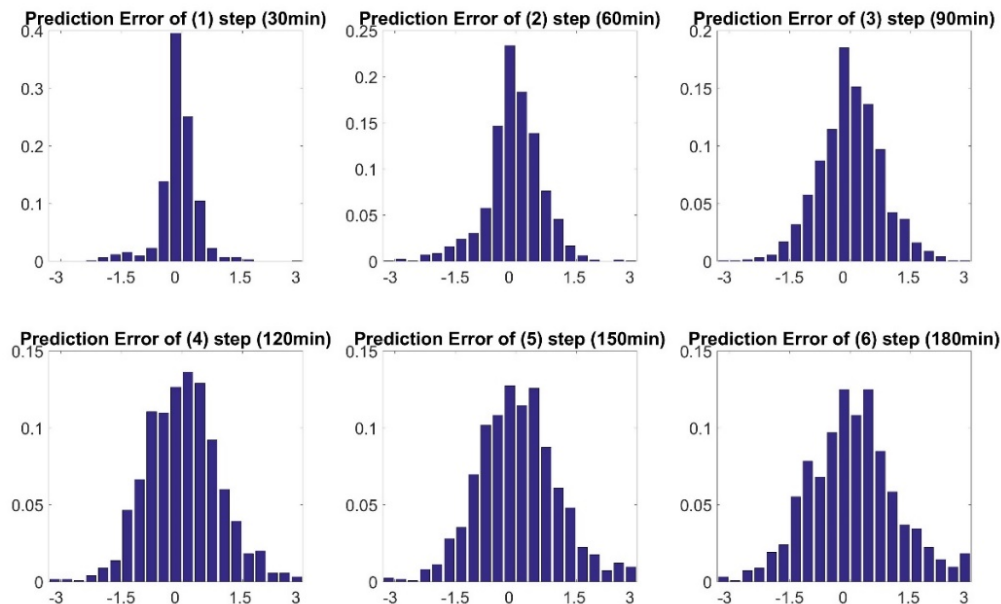 Prediction Error of (1) step (30min)
0.4
0.3
0.2
0.1
0
-3 -1.5 0 1.5 3
Prediction Error of (2) step (60min)
0.25
0.2
0.15
0.1
0.05
0
-3 -1.5 0 1.5 3
Prediction Error of (3) step (90min)
0.2
0.15
0.1
0.05
0
-3 -1.5 0 1.5 3
Prediction Error of (4) step (120min)
0.15
0.1
0.05
0
-3 -1.5 0 1.5 3
Prediction Error of (5) step (150min)
0.15
0.1
0.05
0
-3 -1.5 0 1.5 3
Prediction Error of (6) step (180min)
0.15
0.1
0.05
0
-3 -1.5 0 1.5 3